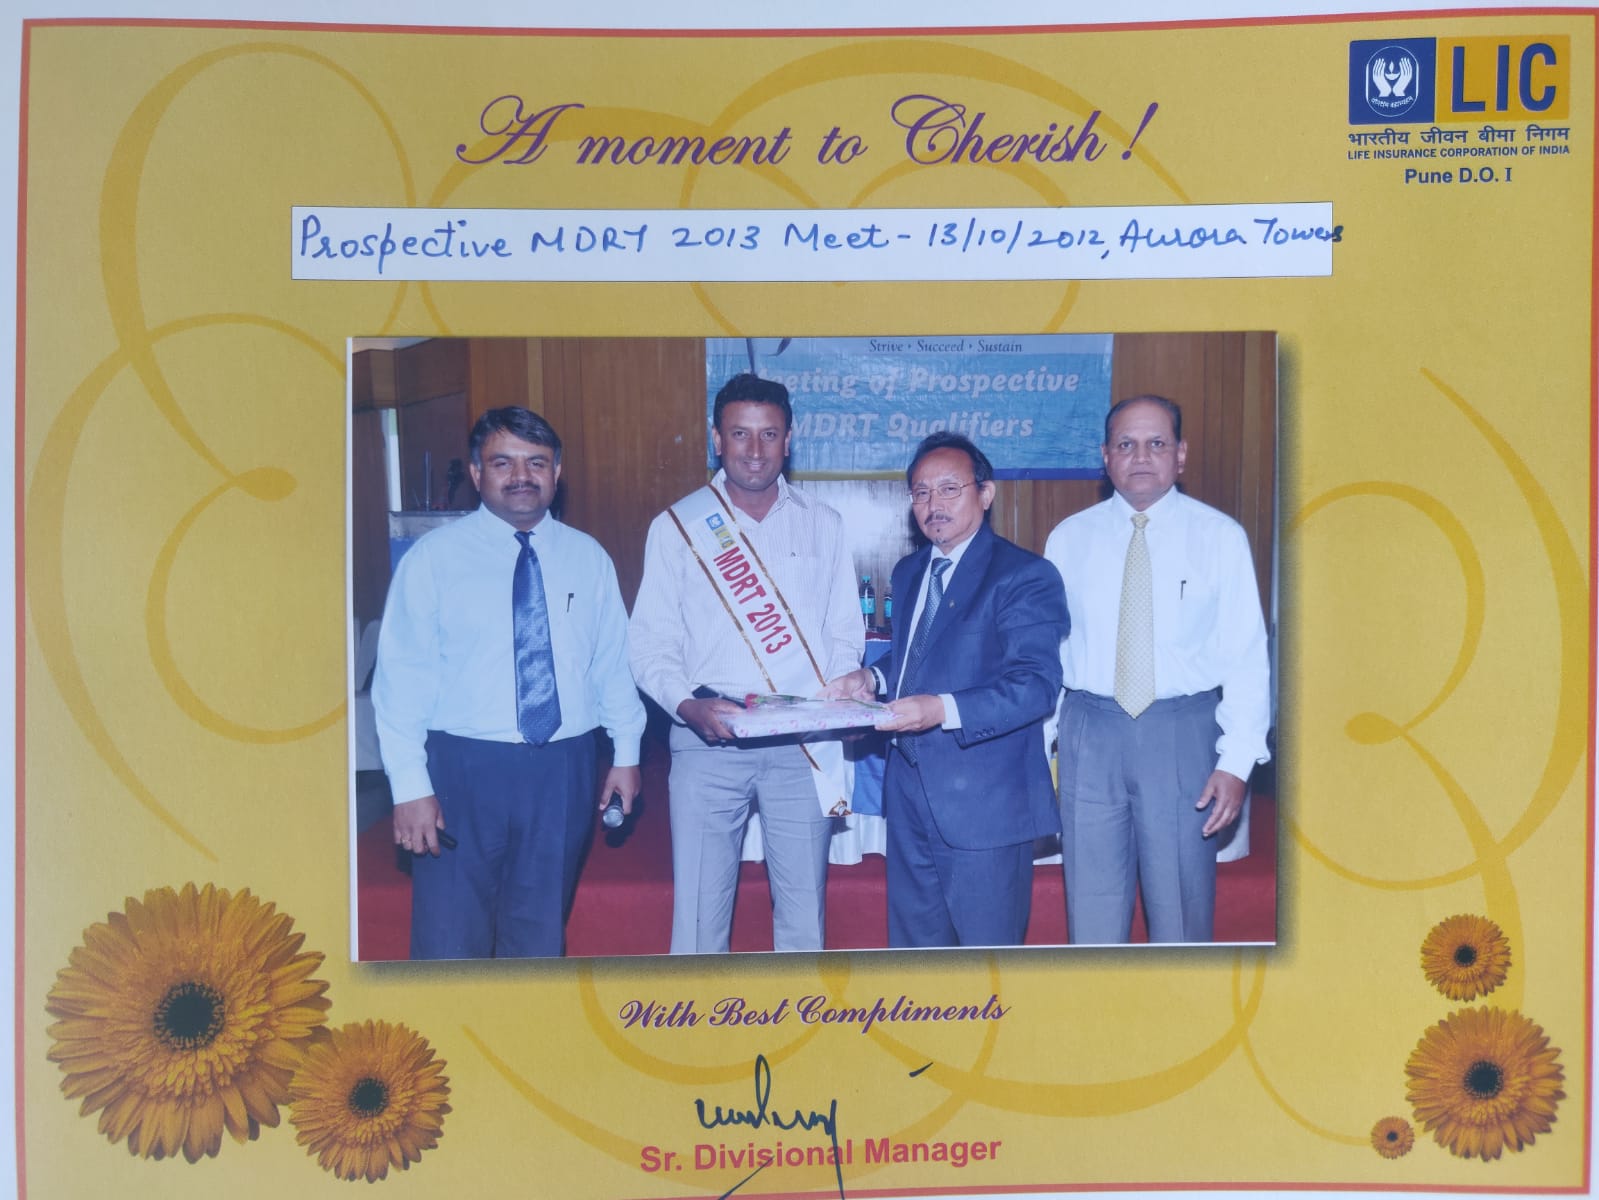 LIC
भारतीय जीवन बीमा निगम
LIFE INSURANCE CORPORATION OF INDIA
Pune D.O. I
A moment to Cherish !
Prospective MDRT 2013 Meet - 13/10/2012, Aurora Towers
Strive • Succeed • Sustain
Meeting of Prospective
MDRT Qualifiers
MDRT 2013
With Best Compliments
Sr. Divisional Manager